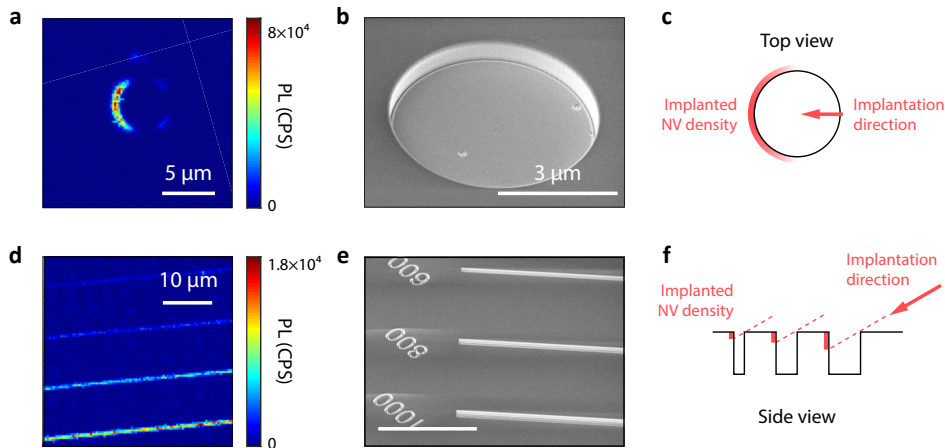 a
8×10⁴
PL (CPS)
0
5 μm
b
3 μm
c
Top view
Implanted
NV density
Implantation
direction
d
10 μm
1.8×10⁴
PL (CPS)
0
e
600
800
1000
f
Implantation
direction
Implanted
NV density
Side view